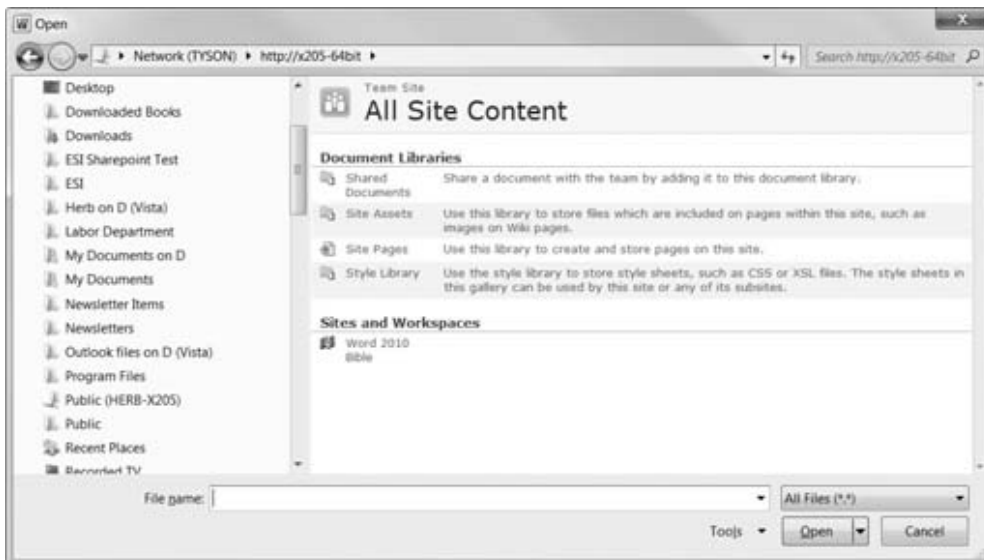 Open
Network (TYSON) http://x205-64bit
Search http://x205-64bit
Desktop
Downloaded Books
Downloads
ESI Sharepoint Test
ESI
Herb on D (Vista)
Labor Department
My Documents on D
My Documents
Newsletter Items
Newsletters
Outlook files on D (Vista)
Program Files
Public (HERB-X205)
Public
Recent Places
Recorded TV
Team Site
All Site Content
Document Libraries
Shared Documents Share a document with the team by adding it to this document library.
Site Assets Use this library to store files which are included on pages within this site, such as
images on Wiki pages.
Site Pages Use this library to create and store pages on this site.
Style Library Use the style library to store style sheets, such as CSS or XSL files. The style sheets in
this gallery can be used by this site or any of its subsites.
Sites and Workspaces
Word 2010
Bible
File name: All Files (*.*)
Tools Open Cancel